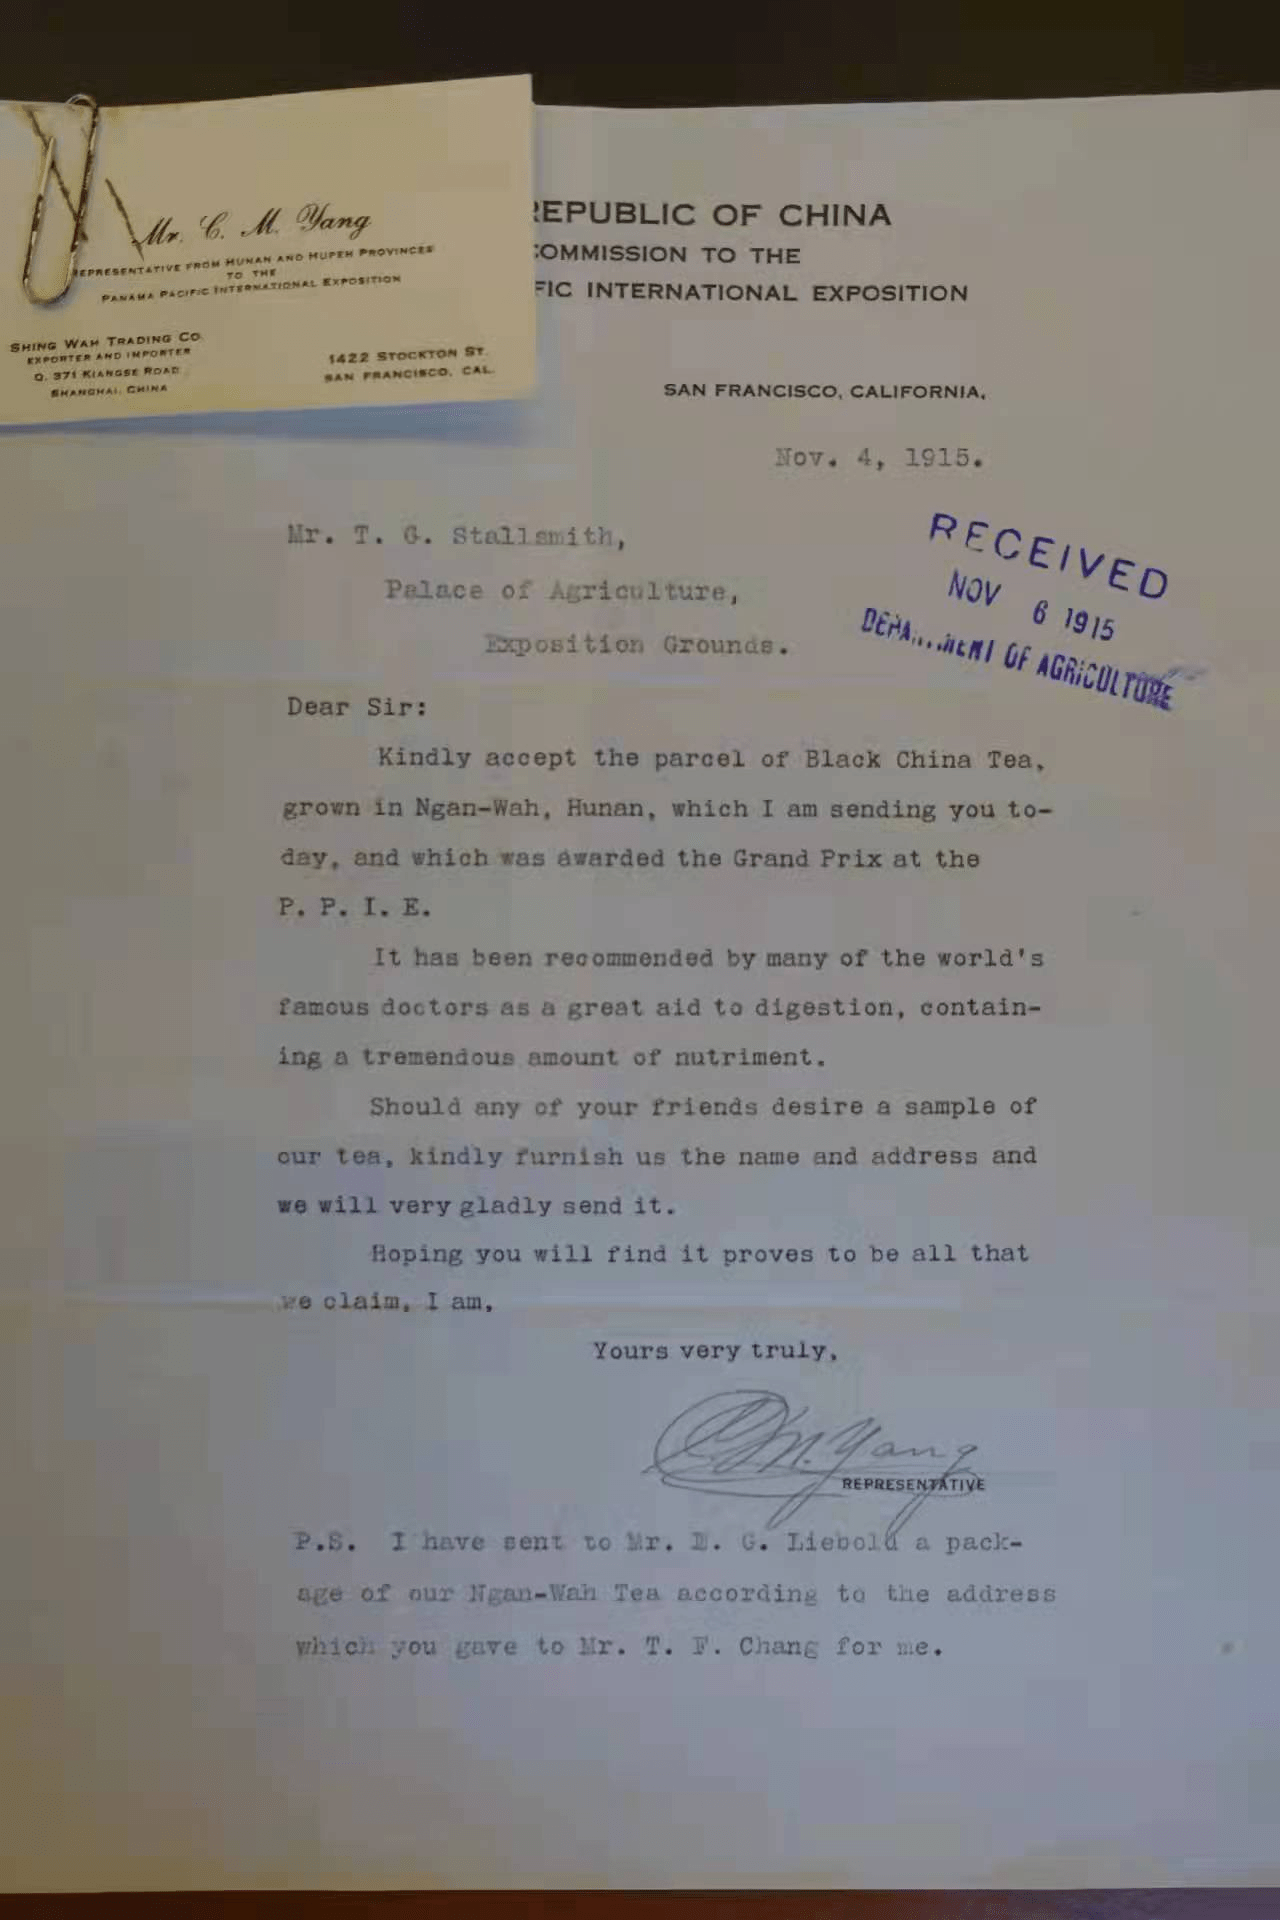 Mr. C. M. Yang
REPRESENTATIVE FROM HUNAN AND HUPEH PROVINCES
TO THE
PANAMA PACIFIC INTERNATIONAL EXPOSITION
SHING WAH TRADING CO.
EXPORTER AND IMPORTER
Q. 371 KIANGSE ROAD
SHANGHAI, CHINA
1422 STOCKTON ST.
SAN FRANCISCO, CAL.
REPUBLIC OF CHINA
COMMISSION TO THE
FIC INTERNATIONAL EXPOSITION
SAN FRANCISCO, CALIFORNIA,
Nov. 4, 1915.
RECEIVED
NOV 6 1915
DEPARTMENT OF AGRICULTURE
Mr. T. G. Stallsmith,
Palace of Agriculture,
Exposition Grounds.
Dear Sir:
Kindly accept the parcel of Black China Tea,
grown in Ngan-Wah, Hunan, which I am sending you to-
day, and which was awarded the Grand Prix at the
P. P. I. E.
It has been recommended by many of the world's
famous doctors as a great aid to digestion, contain-
ing a tremendous amount of nutriment.
Should any of your friends desire a sample of
our tea, kindly furnish us the name and address and
we will very gladly send it.
Hoping you will find it proves to be all that
we claim, I am,
Yours very truly,
C. M. Yang
REPRESENTATIVE
P.S. I have sent to Mr. E. G. Liebold a pack-
age of our Ngan-Wah Tea according to the address
which you gave to Mr. T. F. Chang for me.